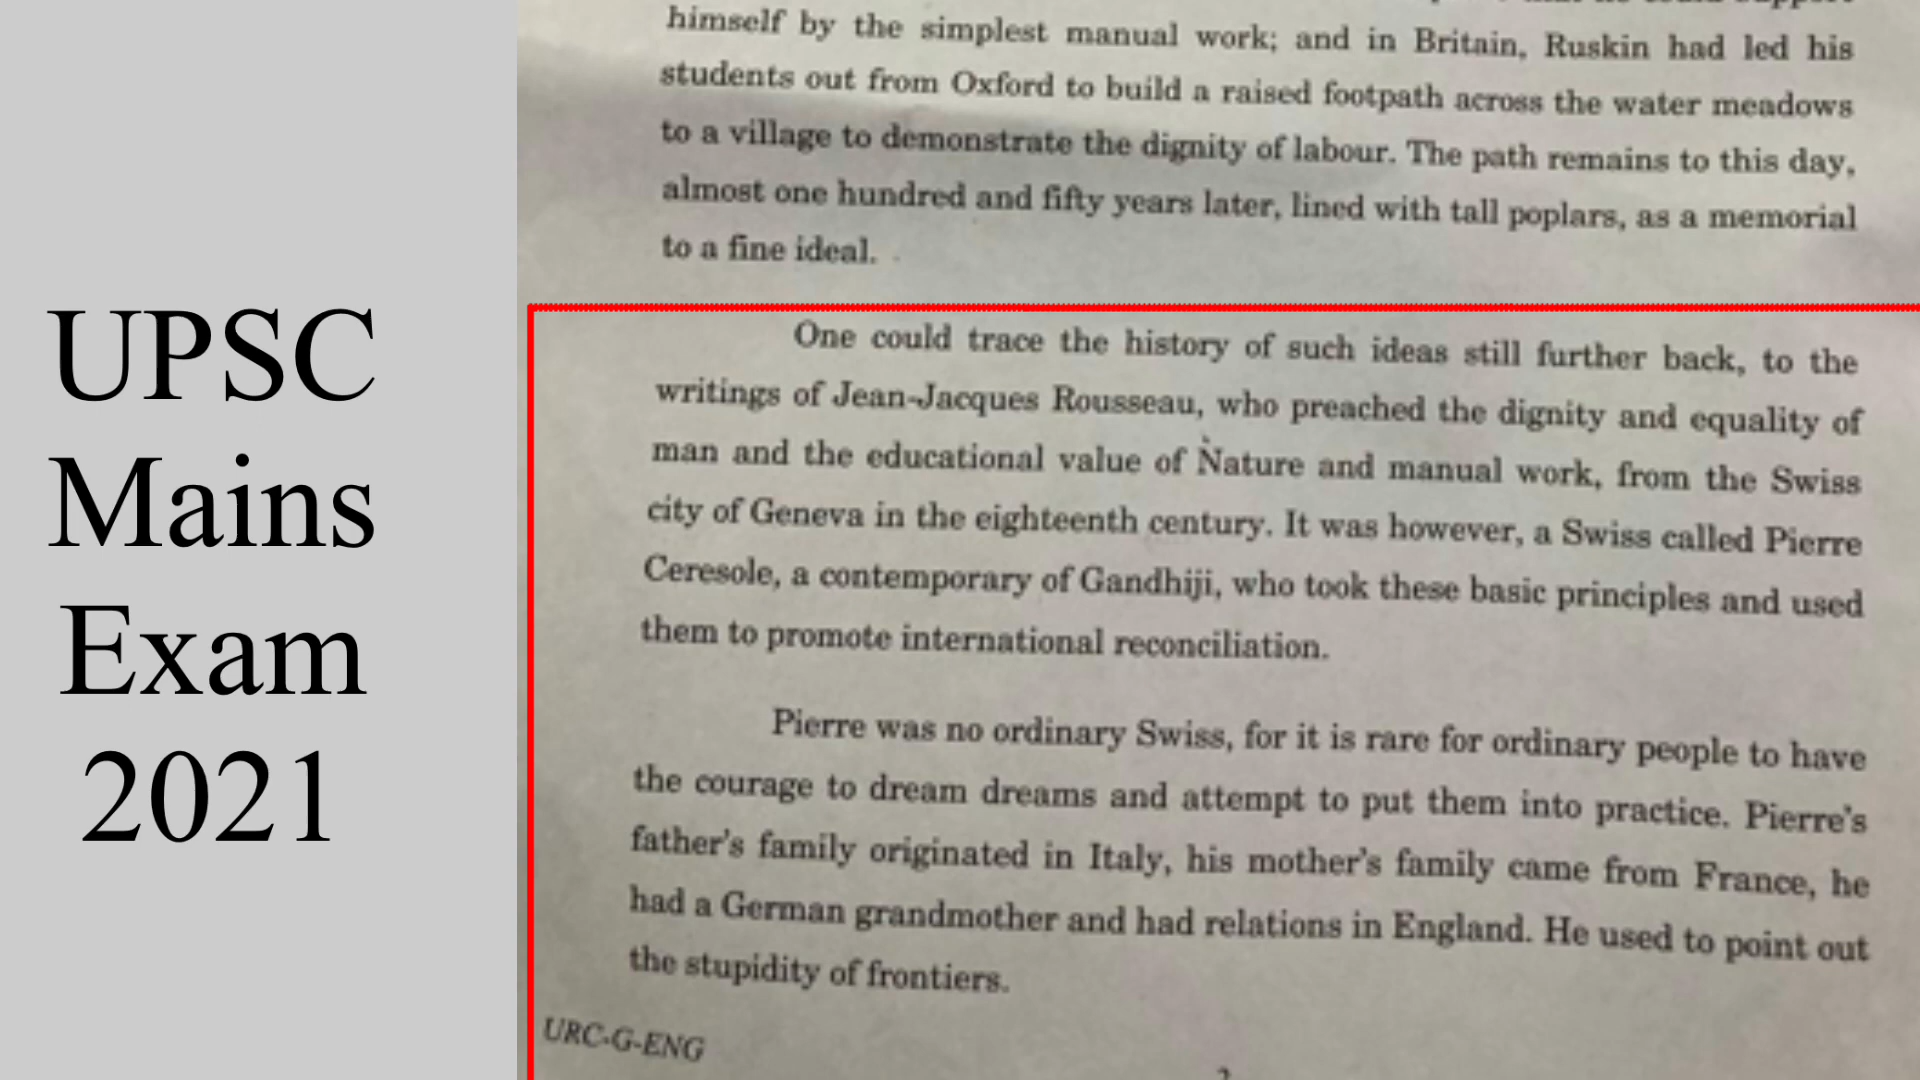 UPSC
Mains
Exam
2021
himself by the simplest manual work; and in Britain, Ruskin had led his
students out from Oxford to build a raised footpath across the water meadows
to a village to demonstrate the dignity of labour. The path remains to this day,
almost one hundred and fifty years later, lined with tall poplars, as a memorial
to a fine ideal.
One could trace the history of such ideas still further back, to the
writings of Jean-Jacques Rousseau, who preached the dignity and equality of
man and the educational value of Nature and manual work, from the Swiss
city of Geneva in the eighteenth century. It was however, a Swiss called Pierre
Ceresole, a contemporary of Gandhiji, who took these basic principles and used
them to promote international reconciliation.
Pierre was no ordinary Swiss, for it is rare for ordinary people to have
the courage to dream dreams and attempt to put them into practice. Pierre's
father's family originated in Italy, his mother's family came from France, he
had a German grandmother and had relations in England. He used to point out
the stupidity of frontiers.
URC-G-ENG